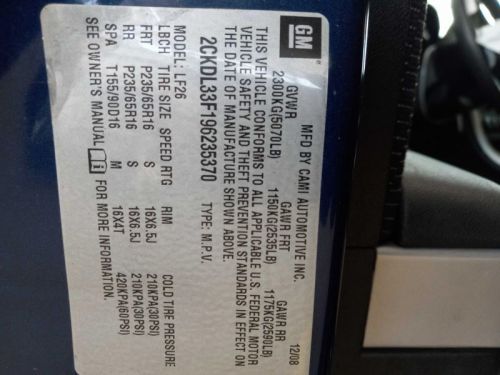 GM
MFD BY CAMI AUTOMOTIVE INC. 12/08
GVWR GAWR FRT GAWR RR
2300KG(5070LB) 1150KG(2535LB) 1175KG(2590LB)
THIS VEHICLE CONFORMS TO ALL APPLICABLE U.S. FEDERAL MOTOR
VEHICLE SAFETY AND THEFT PREVENTION STANDARDS IN EFFECT ON
THE DATE OF MANUFACTURE SHOWN ABOVE.
2CKDL33F196235370 TYPE: M.P.V.
MODEL: LF26
LBCH TIRE SIZE SPEED RTG RIM COLD TIRE PRESSURE
FRT P235/65R16 S 16X6.5J 210KPA(30PSI)
RR P235/65R16 S 16X6.5J 210KPA(30PSI)
SPA T155/90D16 M 16X4T 420KPA(60PSI)
SEE OWNER'S MANUAL FOR MORE INFORMATION.